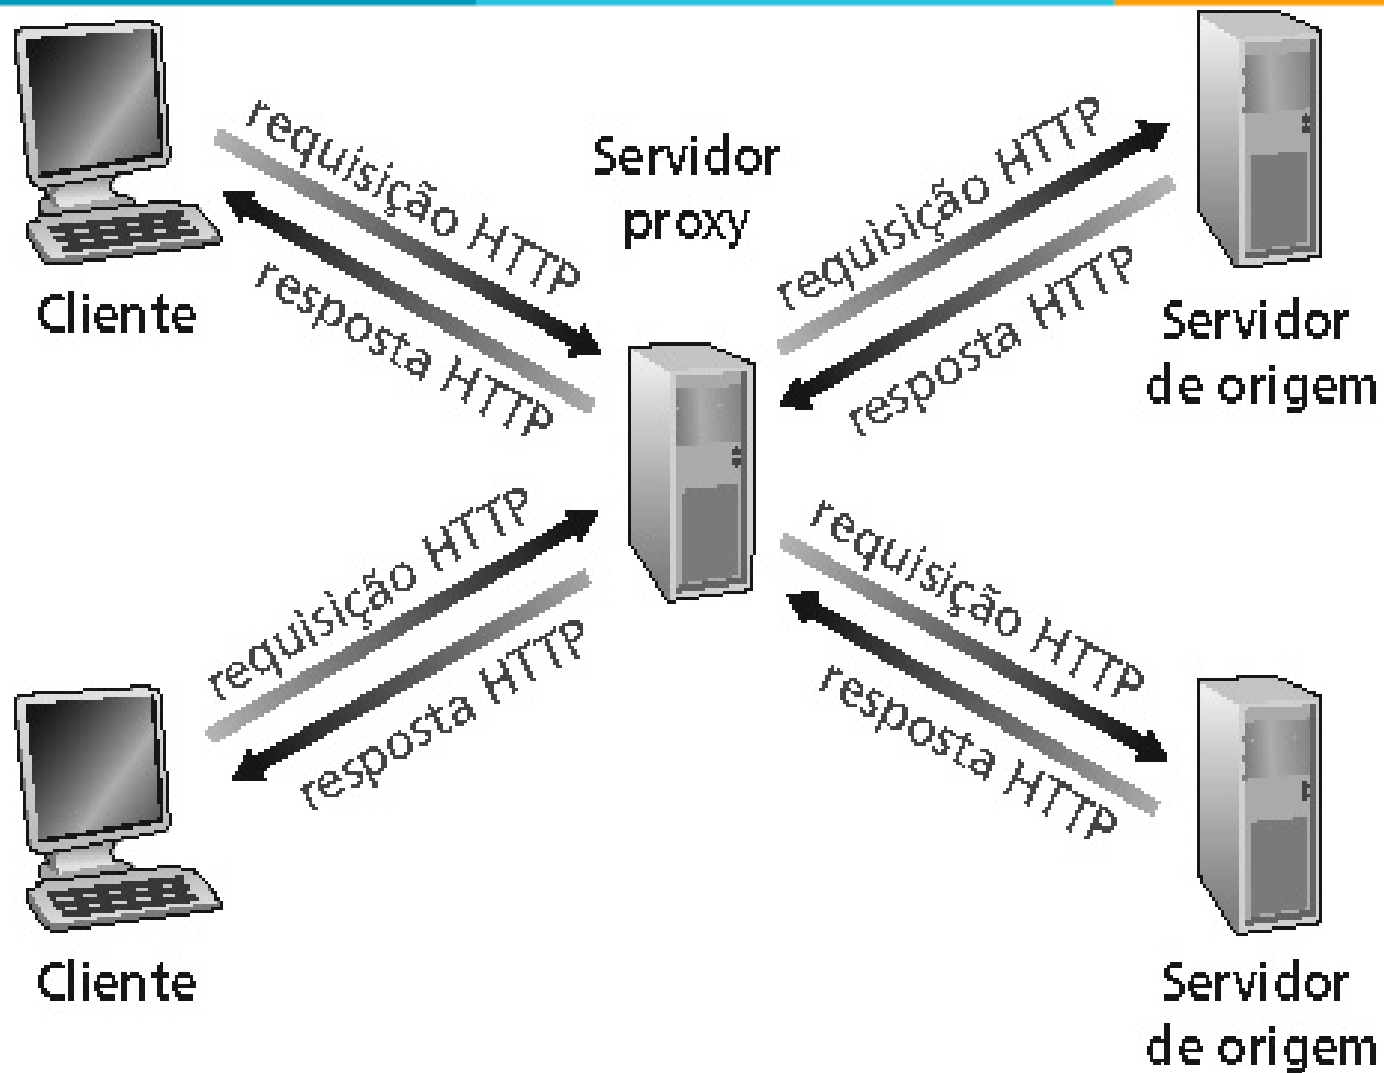 requisição HTTP
resposta HTTP
Cliente
Servidor
proxy
requisição HTTP
resposta HTTP
Servidor
de origem
requisição HTTP
resposta HTTP
Cliente
requisição HTTP
resposta HTTP
Servidor
de origem